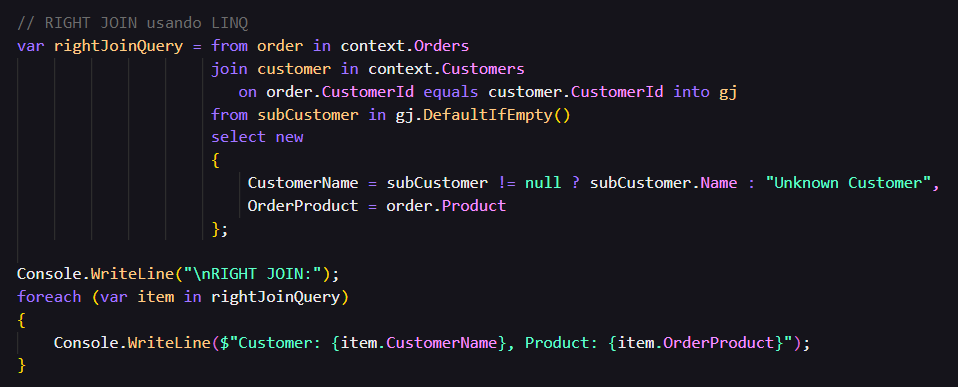 // RIGHT JOIN usando LINQ
var rightJoinQuery = from order in context.Orders
                     join customer in context.Customers
                        on order.CustomerId equals customer.CustomerId into gj
                     from subCustomer in gj.DefaultIfEmpty()
                     select new
                     {
                         CustomerName = subCustomer != null ? subCustomer.Name : "Unknown Customer",
                         OrderProduct = order.Product
                     };
Console.WriteLine("\nRIGHT JOIN:");
foreach (var item in rightJoinQuery)
{
    Console.WriteLine($"Customer: {item.CustomerName}, Product: {item.OrderProduct}");
}